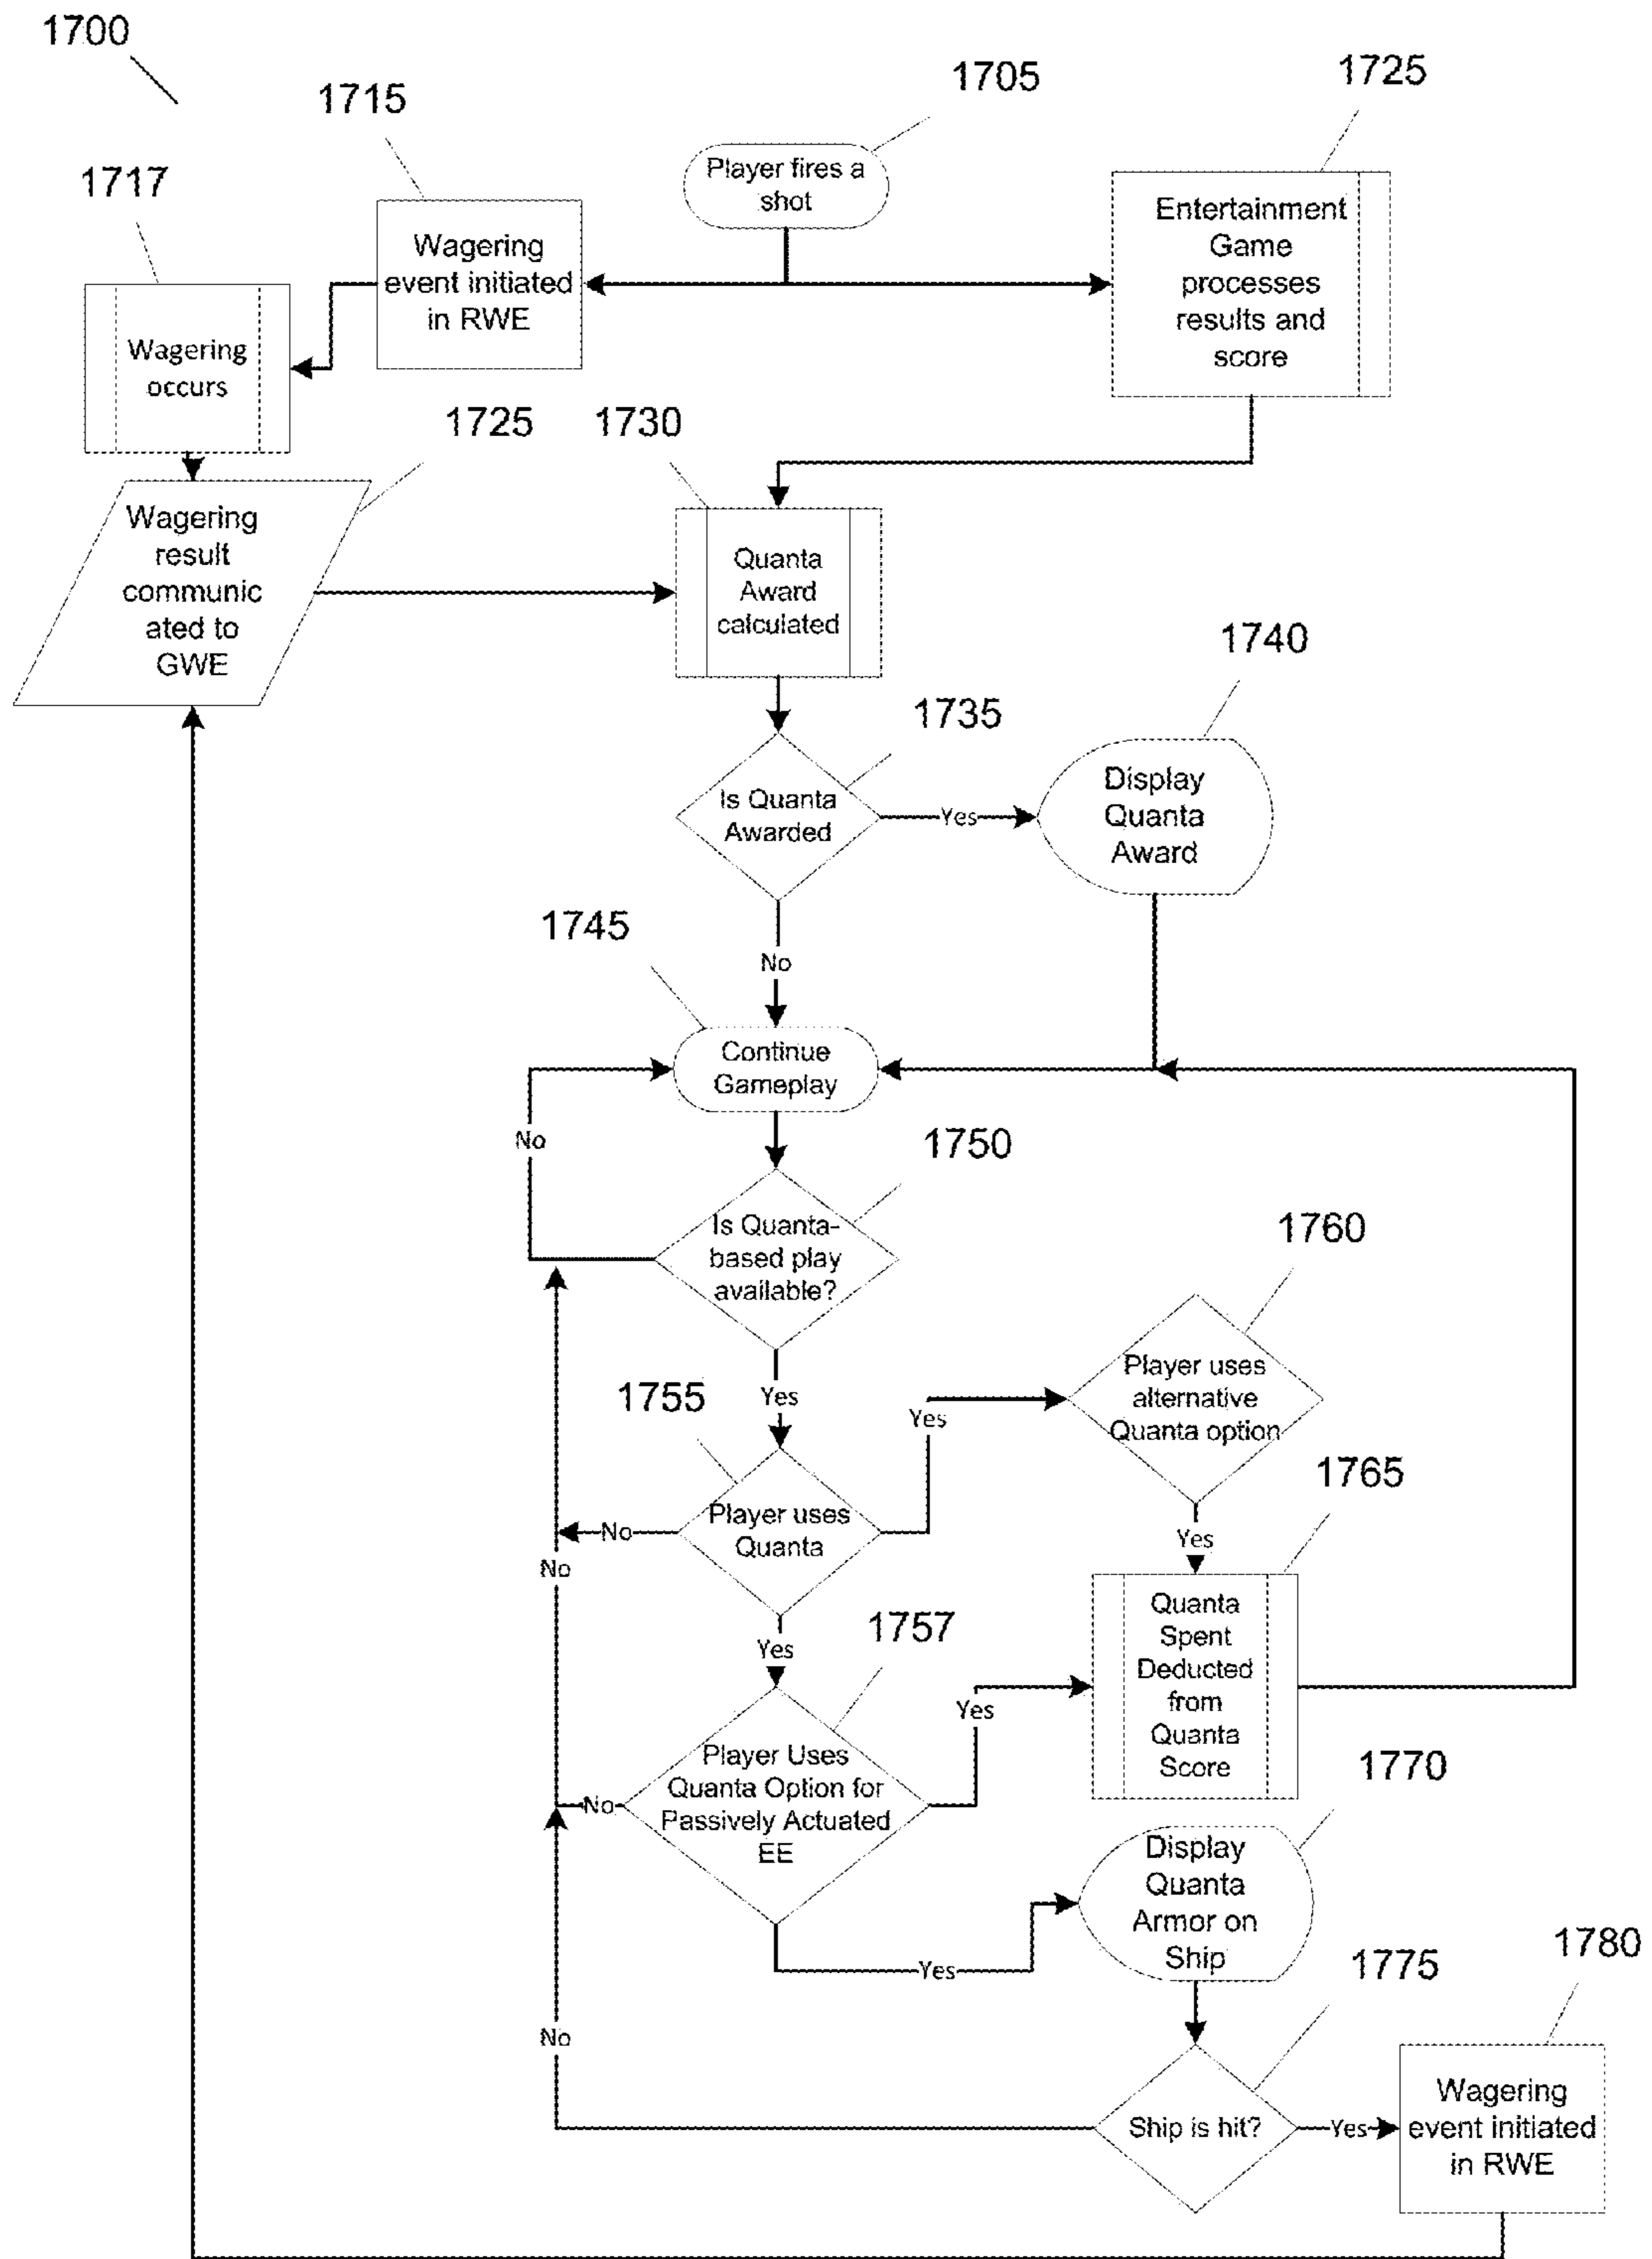 1700
1705
1725
1715
1717
Player fires a
shot
Entertainment
Game
processes
results and
score
Wagering
event initiated
in RWE
Wagering
occurs
1725
1730
Wagering
result
communic
ated to
GWE
Quanta
Award
calculated
1740
1735
Is Quanta
Awarded
Yes
Display
Quanta
Award
1745
No
Continue
Gameplay
No
1750
Is Quanta-
based play
available?
1760
Player uses
alternative
Quanta option
1755
Yes
Yes
1765
Player uses
Quanta
No
Yes
No
Quanta
Spent
Deducted
from
Quanta
Score
1757
Yes
Yes
Player Uses
Quanta Option for
Passively Actuated
EE
No
1770
Display
Quanta
Armor on
Ship
Yes
1780
1775
No
Ship is hit?
Yes
Wagering
event initiated
in RWE